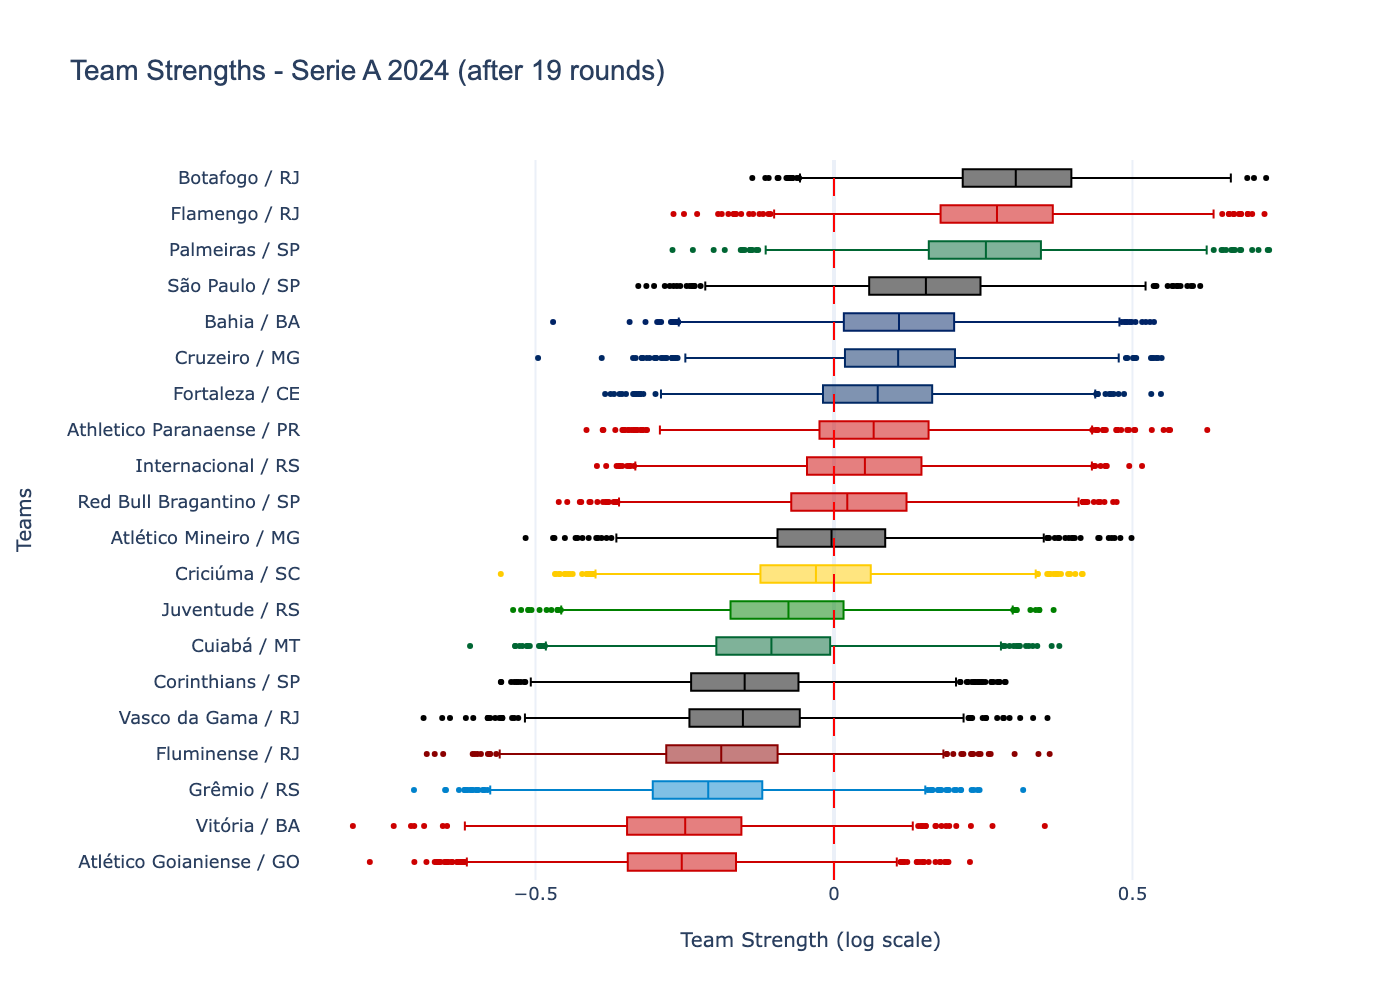 Team Strengths - Serie A 2024 (after 19 rounds)
Teams
Botafogo / RJ
Flamengo / RJ
Palmeiras / SP
São Paulo / SP
Bahia / BA
Cruzeiro / MG
Fortaleza / CE
Athletico Paranaense / PR
Internacional / RS
Red Bull Bragantino / SP
Atlético Mineiro / MG
Criciúma / SC
Juventude / RS
Cuiabá / MT
Corinthians / SP
Vasco da Gama / RJ
Fluminense / RJ
Grêmio / RS
Vitória / BA
Atlético Goianiense / GO
−0.5 0 0.5
Team Strength (log scale)